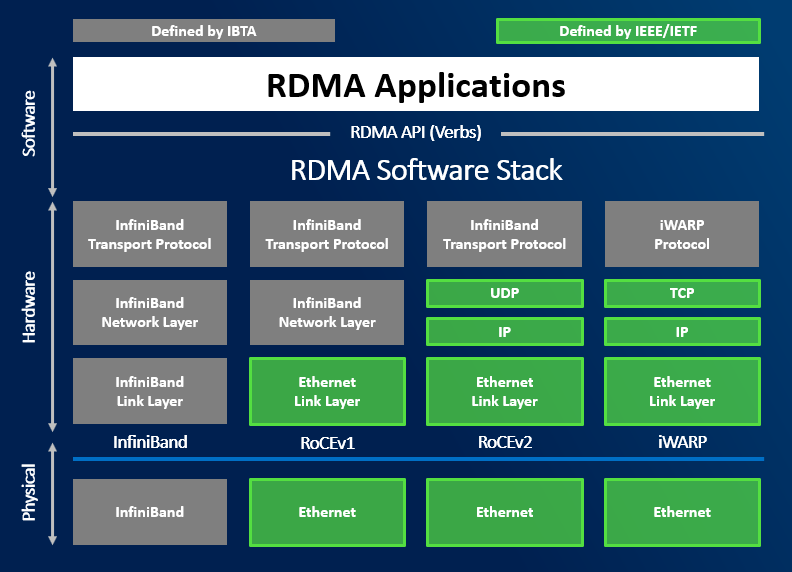 Defined by IBTA
Defined by IEEE/IETF
RDMA Applications
RDMA API (Verbs)
RDMA Software Stack
Software
InfiniBand
Transport Protocol
InfiniBand
Transport Protocol
InfiniBand
Transport Protocol
iWARP
Protocol
InfiniBand
Network Layer
InfiniBand
Network Layer
UDP
TCP
IP
IP
Hardware
InfiniBand
Link Layer
Ethernet
Link Layer
Ethernet
Link Layer
Ethernet
Link Layer
InfiniBand
RoCEv1
RoCEv2
iWARP
Physical
InfiniBand
Ethernet
Ethernet
Ethernet